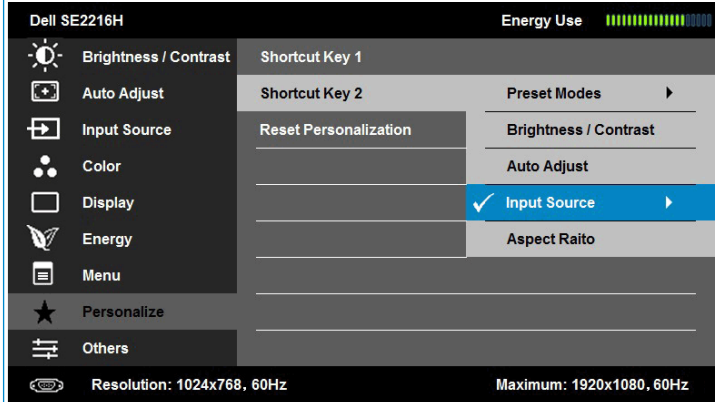 Dell SE2216H Energy Use
Brightness / Contrast Shortcut Key 1
Auto Adjust Shortcut Key 2 Preset Modes
Input Source Reset Personalization Brightness / Contrast
Color Auto Adjust
Display Input Source
Energy Aspect Raito
Menu
Personalize
Others
Resolution: 1024x768, 60Hz Maximum: 1920x1080, 60Hz